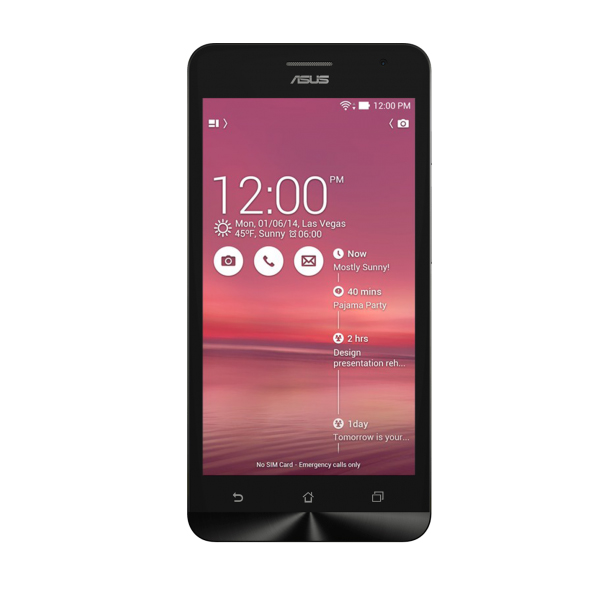 ASUS
12:00 PM
12:00 PM
Mon, 01/06/14, Las Vegas
45ºF, Sunny 06:00
Now
Mostly Sunny!
40 mins
Pajama Party
2 hrs
Design
presentation reh...
1day
Tomorrow is your...
No SIM Card - Emergency calls only